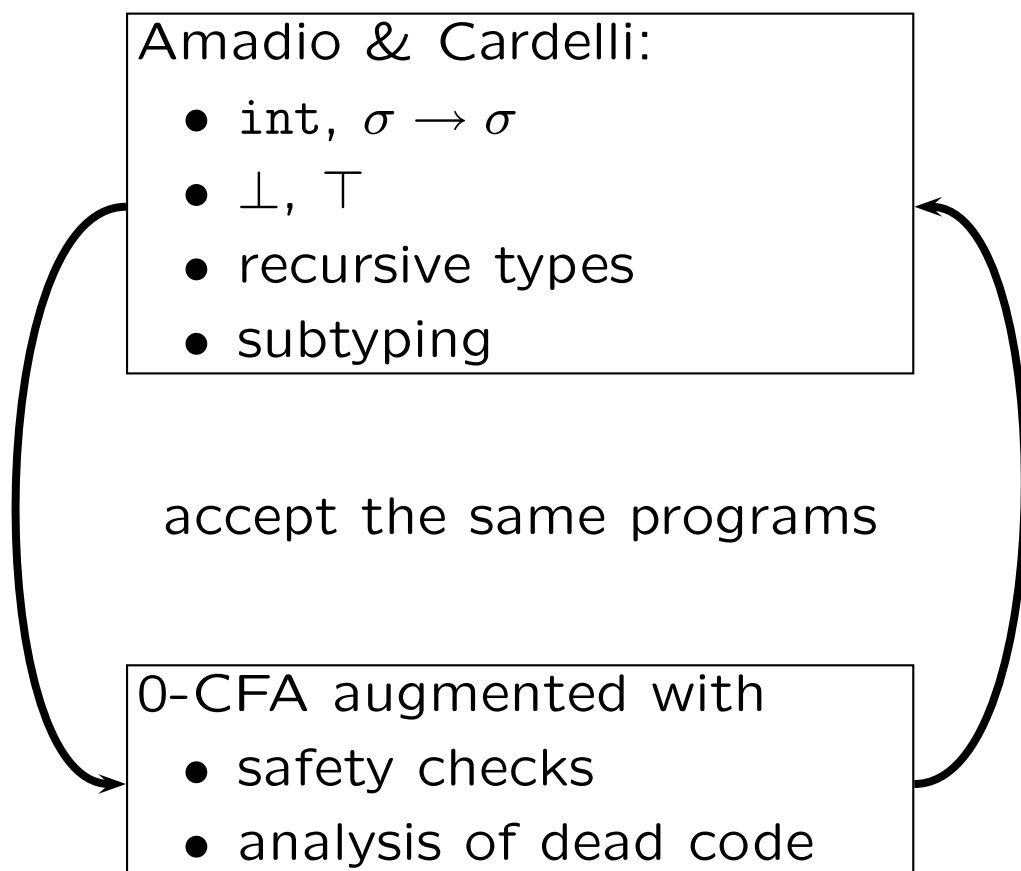 Amadio & Cardelli:
• int, σ → σ
• ⊥, ⊤
• recursive types
• subtyping
accept the same programs
0-CFA augmented with
• safety checks
• analysis of dead code